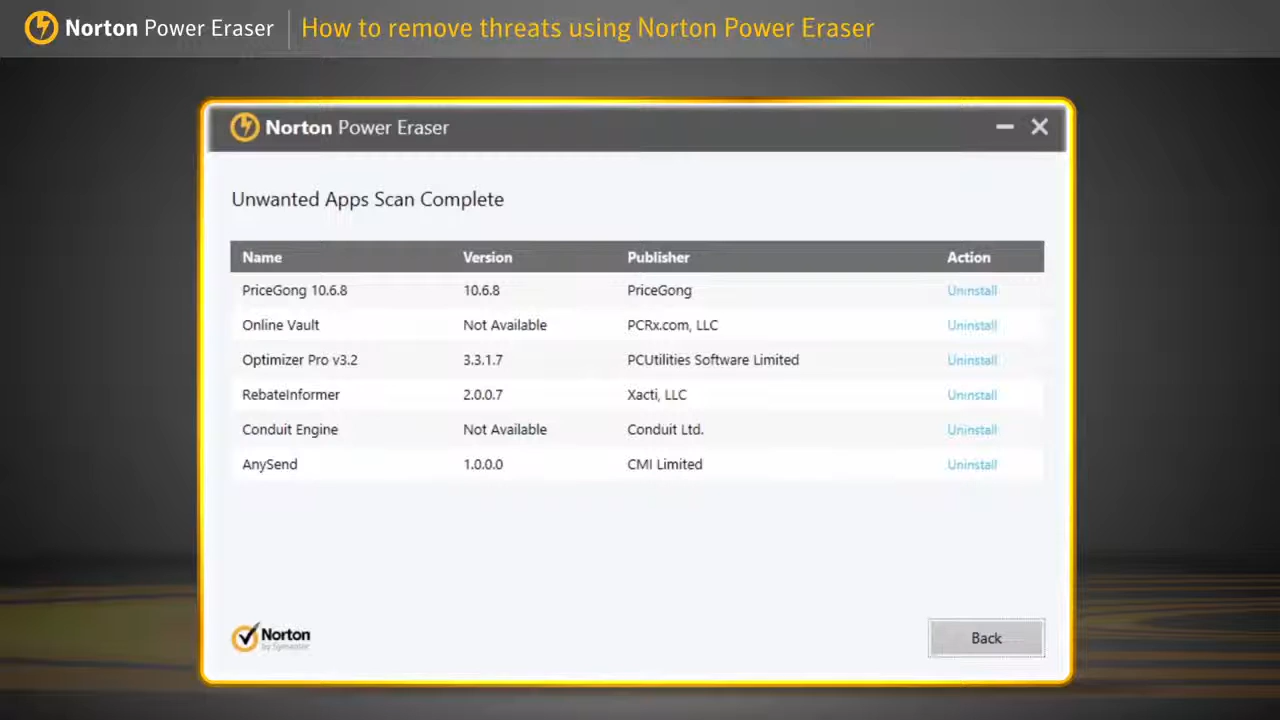 Norton Power Eraser How to remove threats using Norton Power Eraser
Norton Power Eraser
Unwanted Apps Scan Complete
Name Version Publisher Action
PriceGong 10.6.8 10.6.8 PriceGong Uninstall
Online Vault Not Available PCRx.com, LLC Uninstall
Optimizer Pro v3.2 3.3.1.7 PCUtilities Software Limited Uninstall
RebateInformer 2.0.0.7 Xacti, LLC Uninstall
Conduit Engine Not Available Conduit Ltd. Uninstall
AnySend 1.0.0.0 CMI Limited Uninstall
Norton
by Symantec
Back